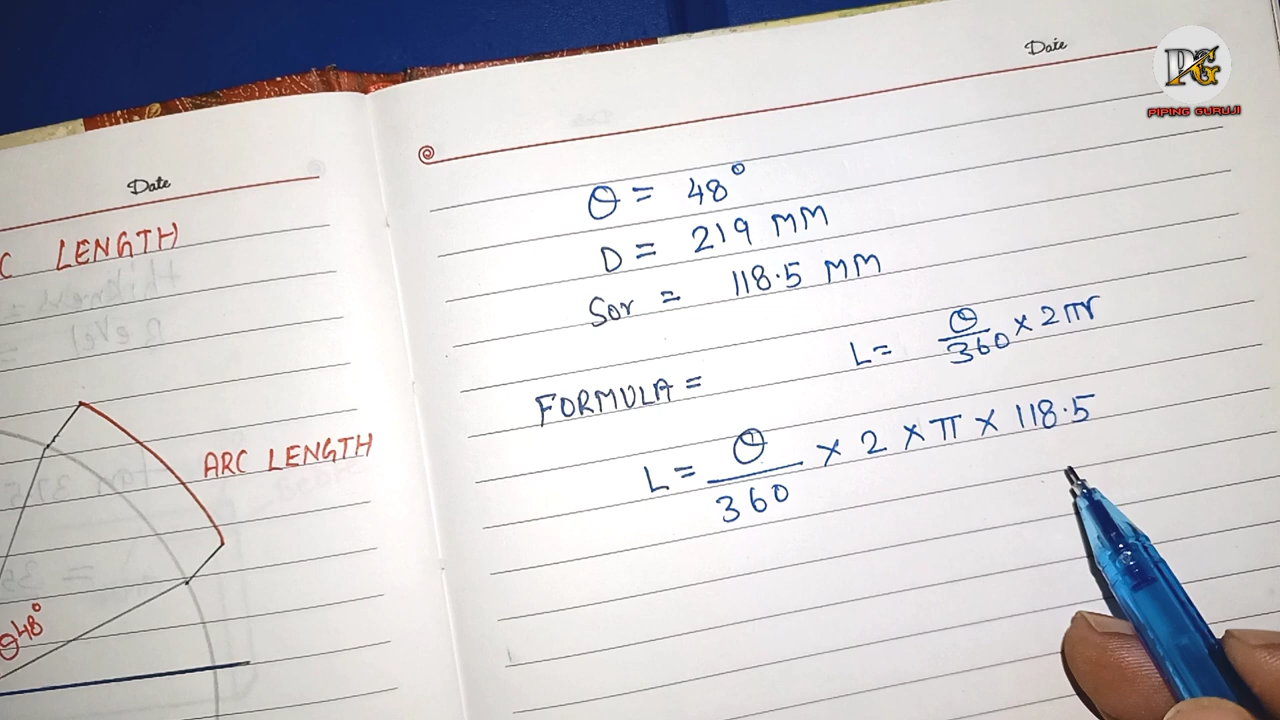 Date
C LENGTH
ARC LENGTH
θ 48°
Date
PG
PIPING GURUJI
θ = 48°
D = 219 MM
Sor = 118.5 MM
FORMULA = L = θ/360 × 2πr
L = θ/360 × 2 × π × 118.5